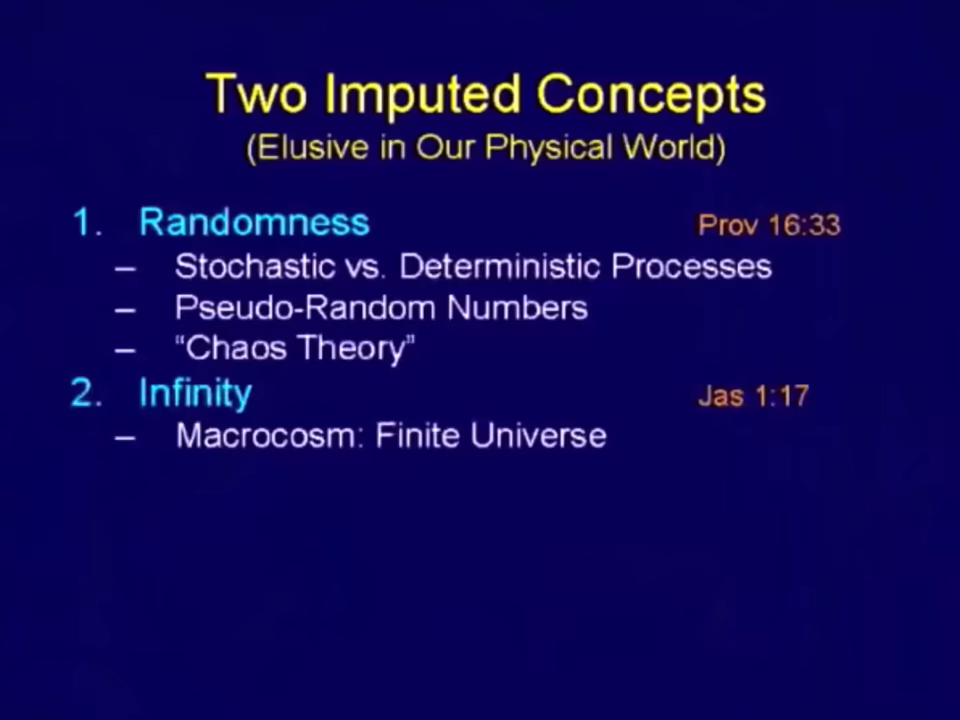 Two Imputed Concepts
(Elusive in Our Physical World)
1. Randomness Prov 16:33
– Stochastic vs. Deterministic Processes
– Pseudo-Random Numbers
– “Chaos Theory”
2. Infinity Jas 1:17
– Macrocosm: Finite Universe